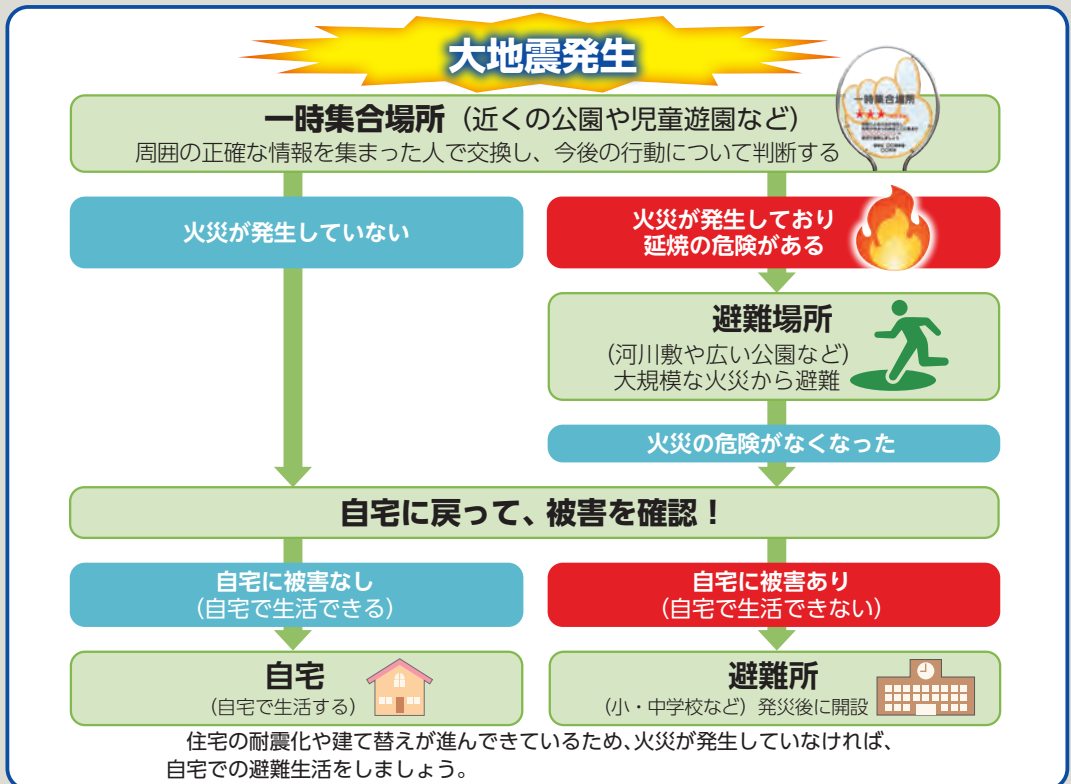 大地震発生
一時集合場所（近くの公園や児童遊園など）
周囲の正確な情報を集まった人で交換し、今後の行動について判断する
一時集合場所
火災が発生していない
火災が発生しており
延焼の危険がある
避難場所
（河川敷や広い公園など）
大規模な火災から避難
火災の危険がなくなった
自宅に戻って、被害を確認！
自宅に被害なし
（自宅で生活できる）
自宅に被害あり
（自宅で生活できない）
自宅
（自宅で生活する）
避難所
（小・中学校など）発災後に開設
住宅の耐震化や建て替えが進んできているため、火災が発生していなければ、
自宅での避難生活をしましょう。